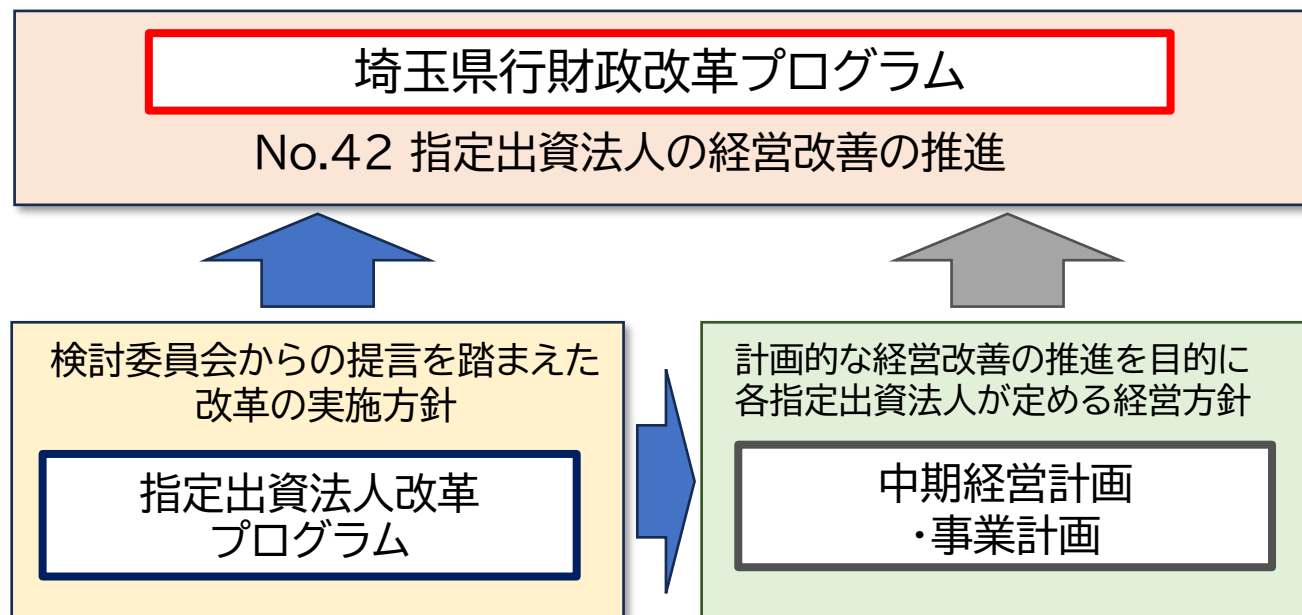 埼玉県行財政改革プログラム
No.42 指定出資法人の経営改善の推進
検討委員会からの提言を踏まえた
改革の実施方針
指定出資法人改革
プログラム
計画的な経営改善の推進を目的に
各指定出資法人が定める経営方針
中期経営計画
・事業計画